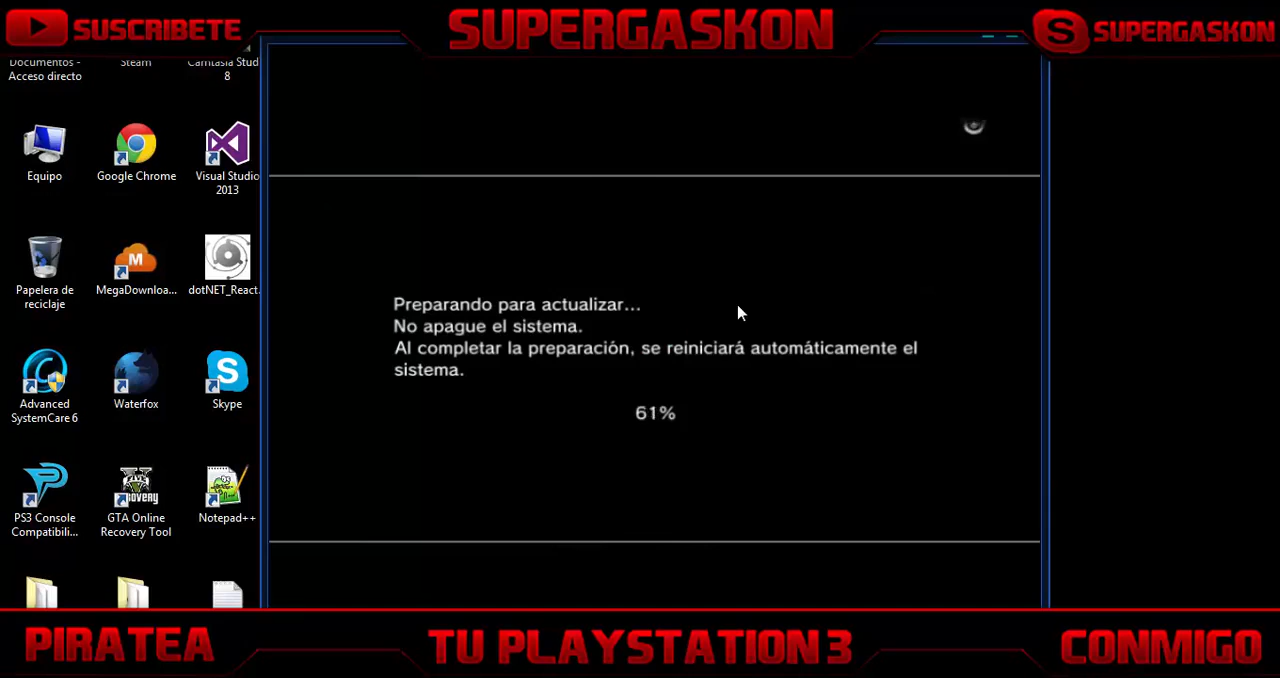 SUSCRIBETE
SUPERGASKON
SUPERGASKON
Documentos -
Acceso directo
Steam
Camtasia Stud
8
Equipo
Google Chrome
Visual Studio
2013
Papelera de
reciclaje
MegaDownloa...
dotNET_React.
Preparando para actualizar...
No apague el sistema.
Al completar la preparación, se reiniciará automáticamente el
sistema.
61%
Advanced
SystemCare 6
Waterfox
Skype
PS3 Console
Compatibili...
GTA Online
Recovery Tool
Notepad++
PIRATEA
TU PLAYSTATION 3
CONMIGO